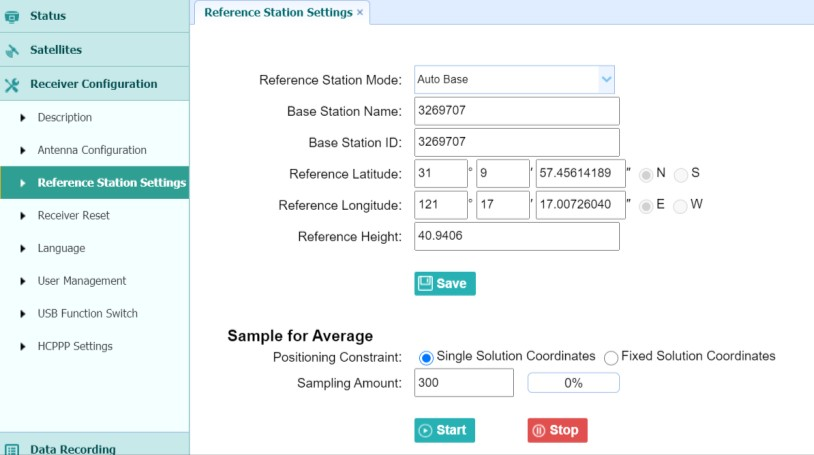 Status
Satellites
Receiver Configuration
Description
Antenna Configuration
Reference Station Settings
Receiver Reset
Language
User Management
USB Function Switch
HCPPP Settings
Data Recording
Reference Station Settings ×
Reference Station Mode: Auto Base
Base Station Name: 3269707
Base Station ID: 3269707
Reference Latitude: 31 ° 9 ′ 57.45614189 ″ N S
Reference Longitude: 121 ° 17 ′ 17.00726040 ″ E W
Reference Height: 40.9406
Save
Sample for Average
Positioning Constraint: Single Solution Coordinates Fixed Solution Coordinates
Sampling Amount: 300 0%
Start Stop